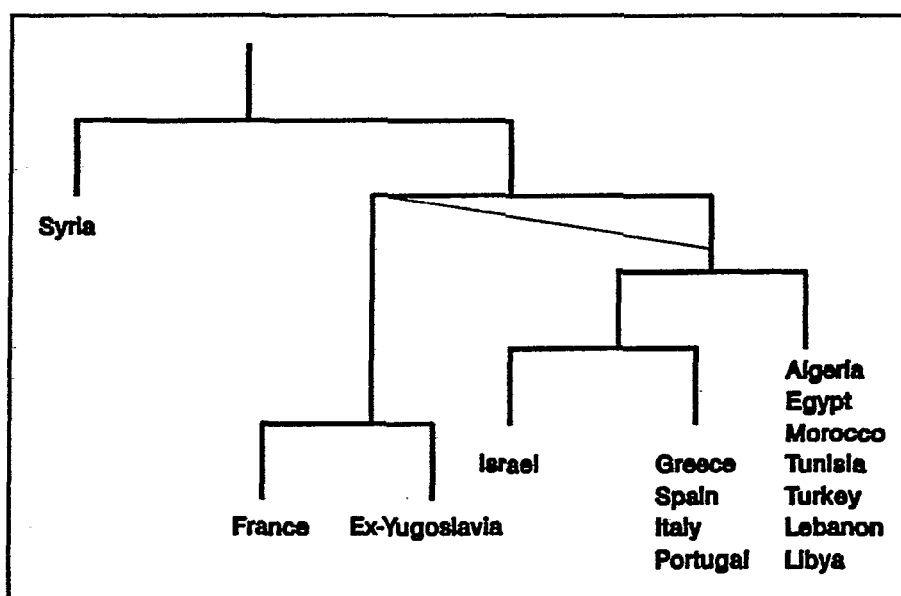 Syria
Algeria
Egypt
Morocco
Israel
Greece
Tunisia
Spain
Turkey
France
Ex-Yugoslavia
Italy
Lebanon
Portugal
Libya